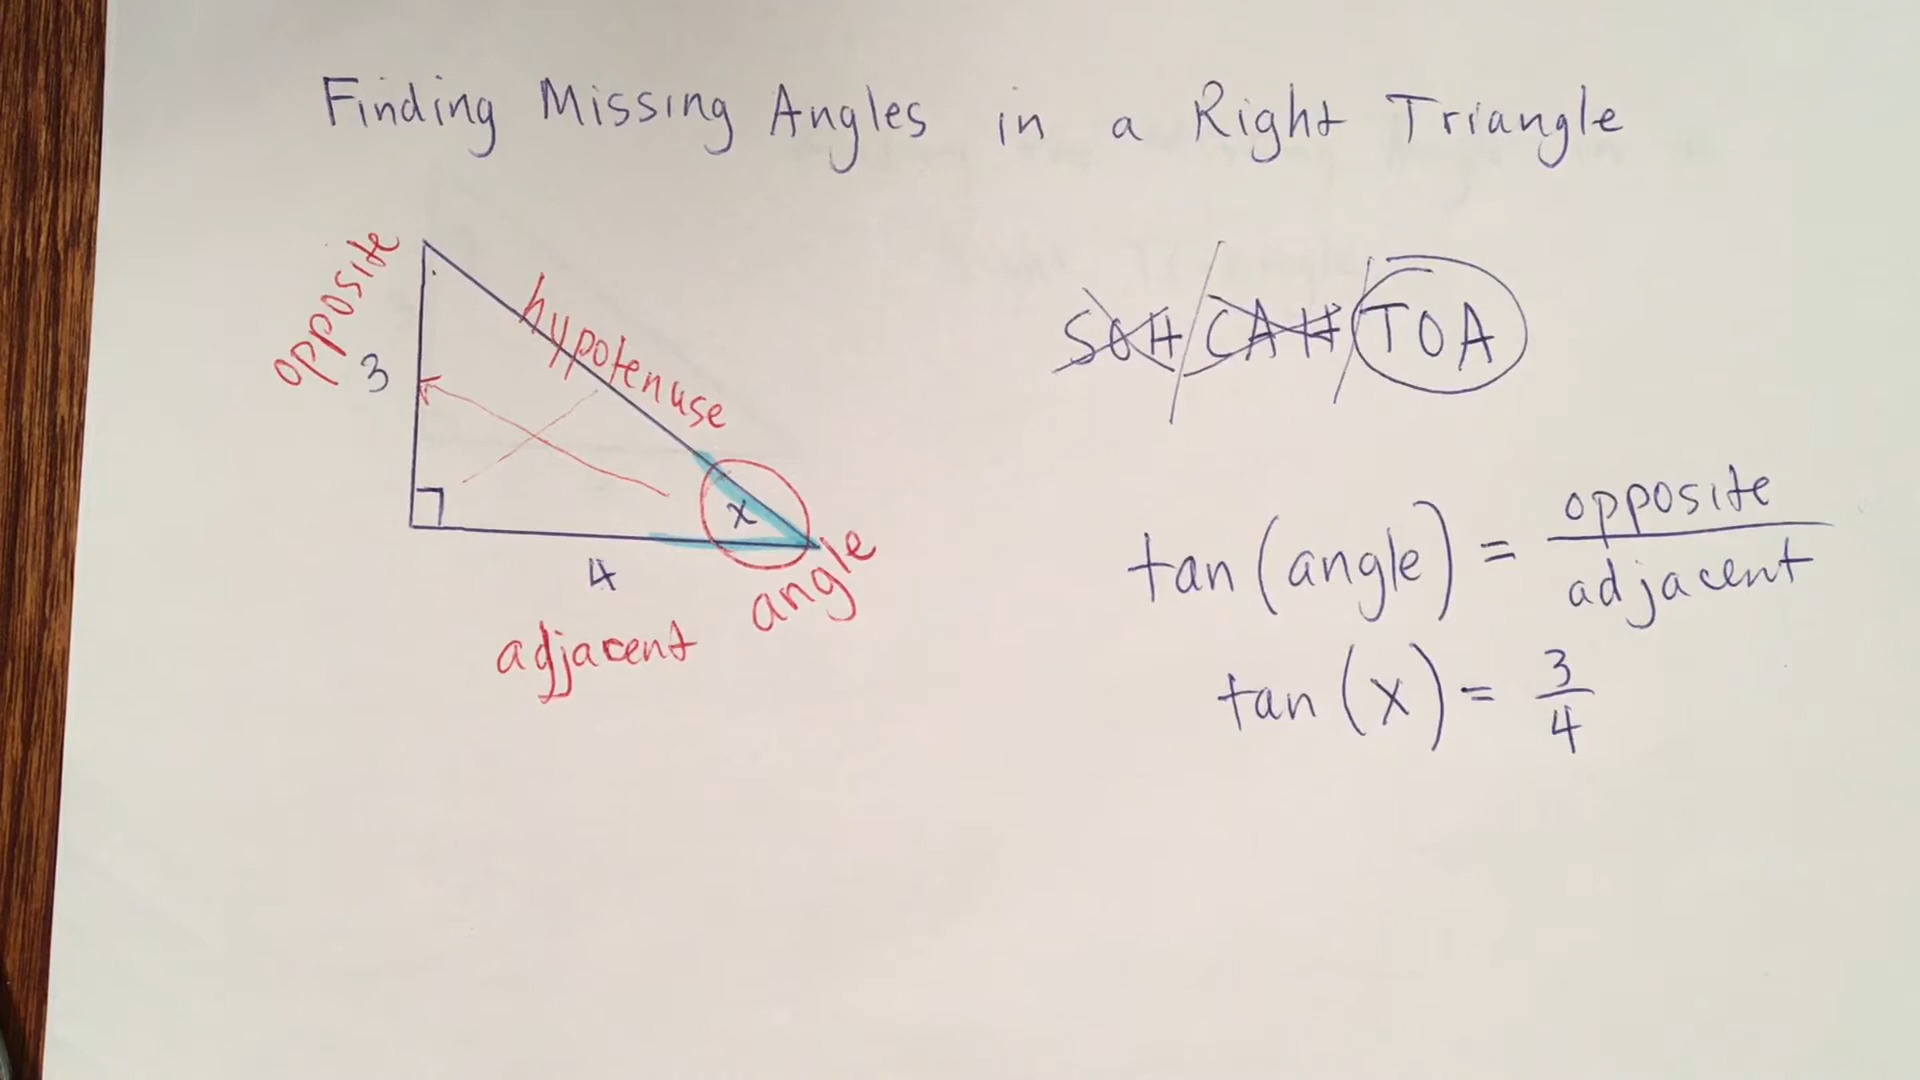 Finding Missing Angles in a Right Triangle
opposite
3
hypotenuse
x
angle
4
adjacent
SOH/CAH/TOA
tan(angle) = opposite/adjacent
tan(x) = 3/4